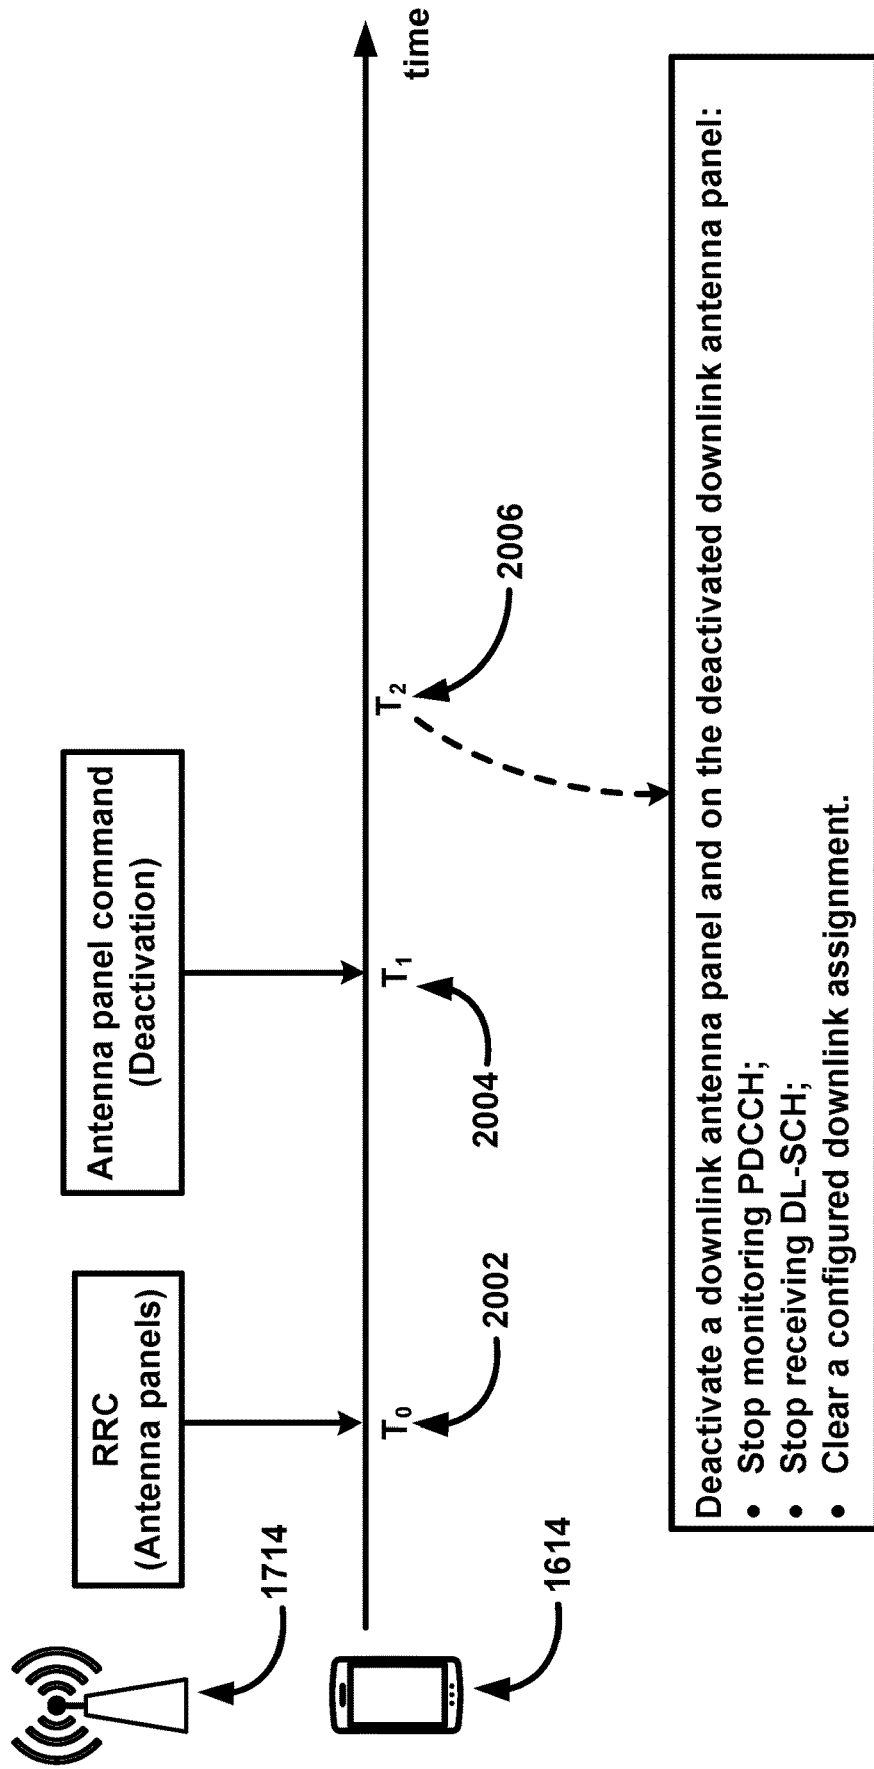 1714
1614
RRC
(Antenna panels)
Antenna panel command
(Deactivation)
T0
2002
T1
2004
T2
2006
time
Deactivate a downlink antenna panel and on the deactivated downlink antenna panel:
• Stop monitoring PDCCH;
• Stop receiving DL-SCH;
• Clear a configured downlink assignment.